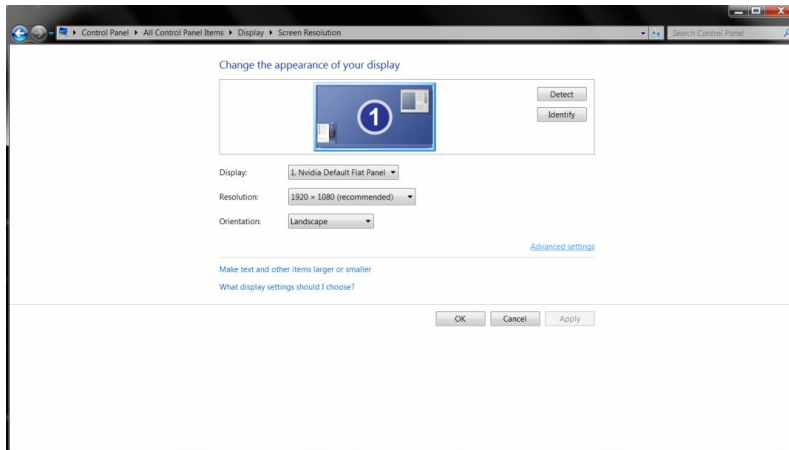 Control Panel ▸ All Control Panel Items ▸ Display ▸ Screen Resolution
Search Control Panel
Change the appearance of your display
1
Detect
Identify
Display: 1. Nvidia Default Flat Panel
Resolution: 1920 × 1080 (recommended)
Orientation: Landscape
Advanced settings
Make text and other items larger or smaller
What display settings should I choose?
OK Cancel Apply